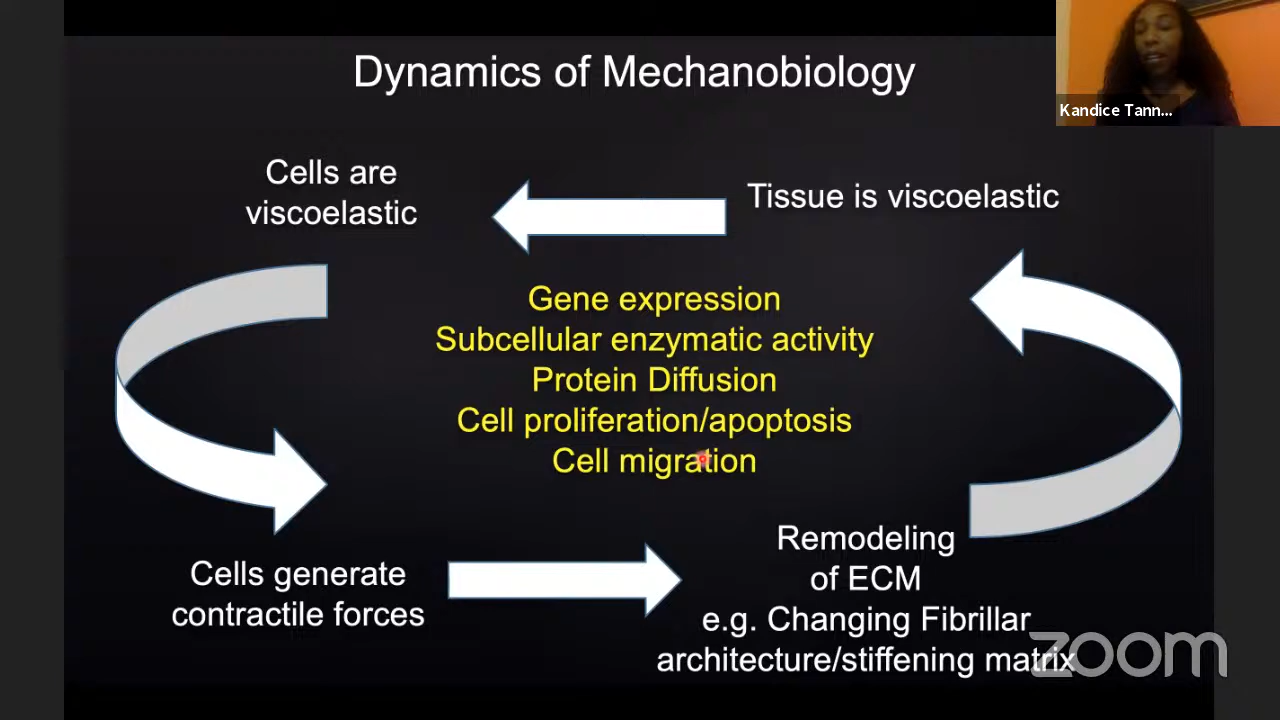 Dynamics of Mechanobiology
Kandice Tann...
Cells are
viscoelastic
Tissue is viscoelastic
Gene expression
Subcellular enzymatic activity
Protein Diffusion
Cell proliferation/apoptosis
Cell migration
Cells generate
contractile forces
Remodeling
of ECM
e.g. Changing Fibrillar
architecture/stiffening matrix
zoom